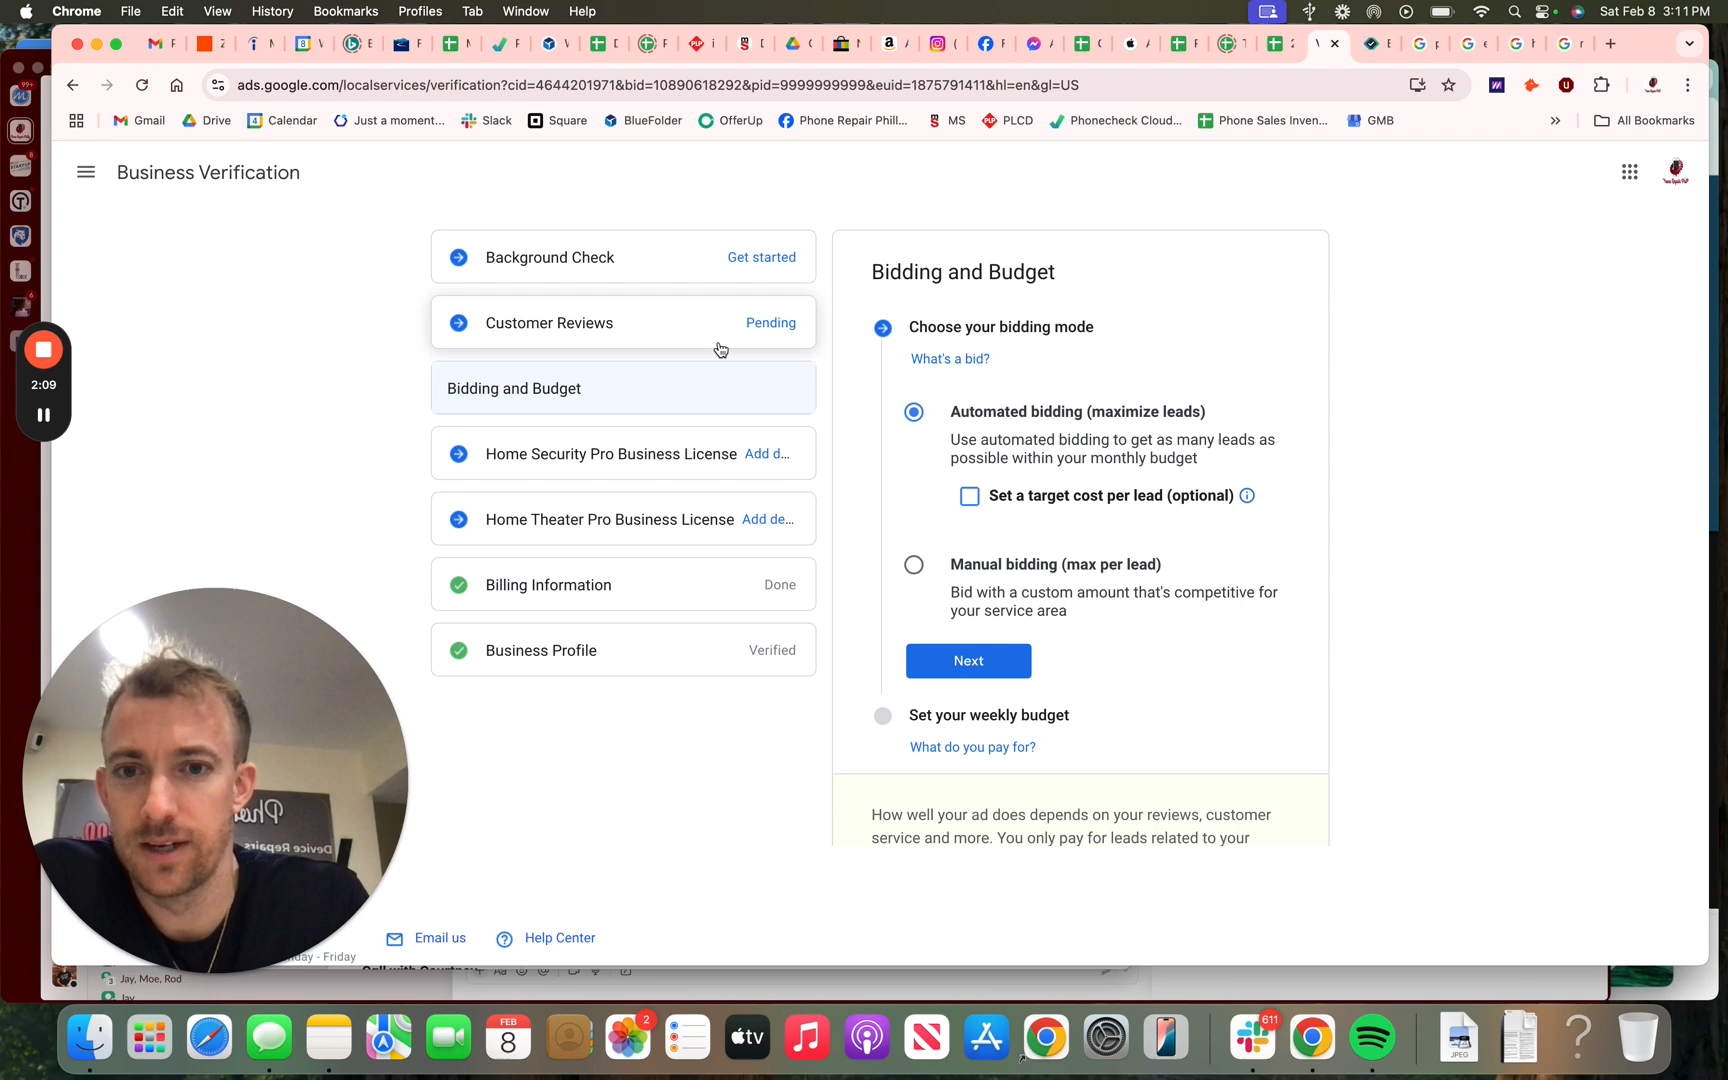 Chrome File Edit View History Bookmarks Profiles Tab Window Help Sat Feb 8 3:11 PM
ads.google.com/localservices/verification?cid=4644201971&bid=10890618292&pid=9999999999&euid=1875791411&hl=en&gl=US
Gmail Drive Calendar Just a moment... Slack Square BlueFolder OfferUp Phone Repair Phill... MS PLCD Phonecheck Cloud... Phone Sales Inven... GMB » All Bookmarks
Business Verification
Background Check Get started
Customer Reviews Pending
Bidding and Budget
Home Security Pro Business License Add d...
Home Theater Pro Business License Add de...
Billing Information Done
Business Profile Verified
Bidding and Budget
Choose your bidding mode
What's a bid?
Automated bidding (maximize leads)
Use automated bidding to get as many leads as
possible within your monthly budget
Set a target cost per lead (optional)
Manual bidding (max per lead)
Bid with a custom amount that's competitive for
your service area
Next
Set your weekly budget
What do you pay for?
How well your ad does depends on your reviews, customer
service and more. You only pay for leads related to your
2:09
Email us Help Center
day - Friday
Jay, Moe, Rod
Jay
FEB
8
2
tv
611
JPEG